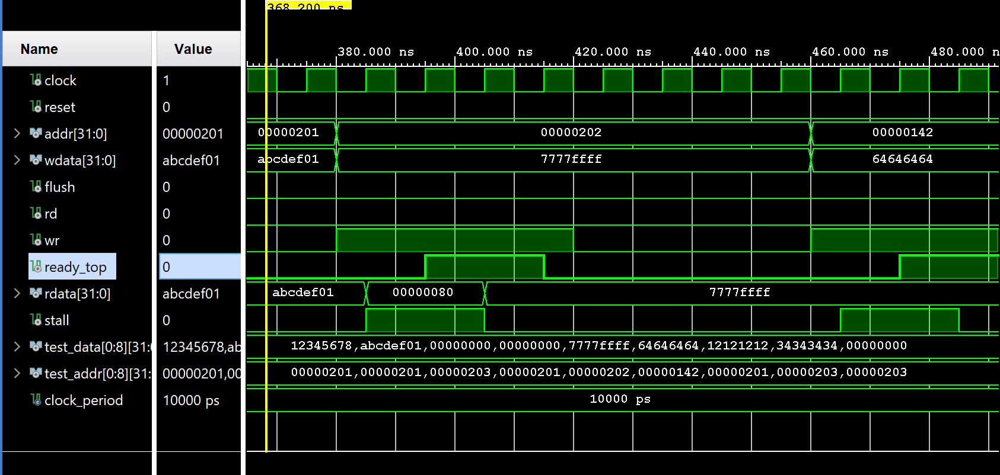 368.200 ns
Name Value
380.000 ns 400.000 ns 420.000 ns 440.000 ns 460.000 ns 480.000 n
clock 1
reset 0
addr[31:0] 00000201 00000201 00000202 00000142
wdata[31:0] abcdef01 abcdef01 7777ffff 64646464
flush 0
rd 0
wr 0
ready_top 0
rdata[31:0] abcdef01 abcdef01 00000080 7777ffff
stall 0
test_data[0:8][31:0 12345678,ab 12345678,abcdef01,00000000,00000000,7777ffff,64646464,12121212,34343434,00000000
test_addr[0:8][31: 00000201,00 00000201,00000201,00000203,00000201,00000202,00000142,00000201,00000203,00000203
clock_period 10000 ps 10000 ps